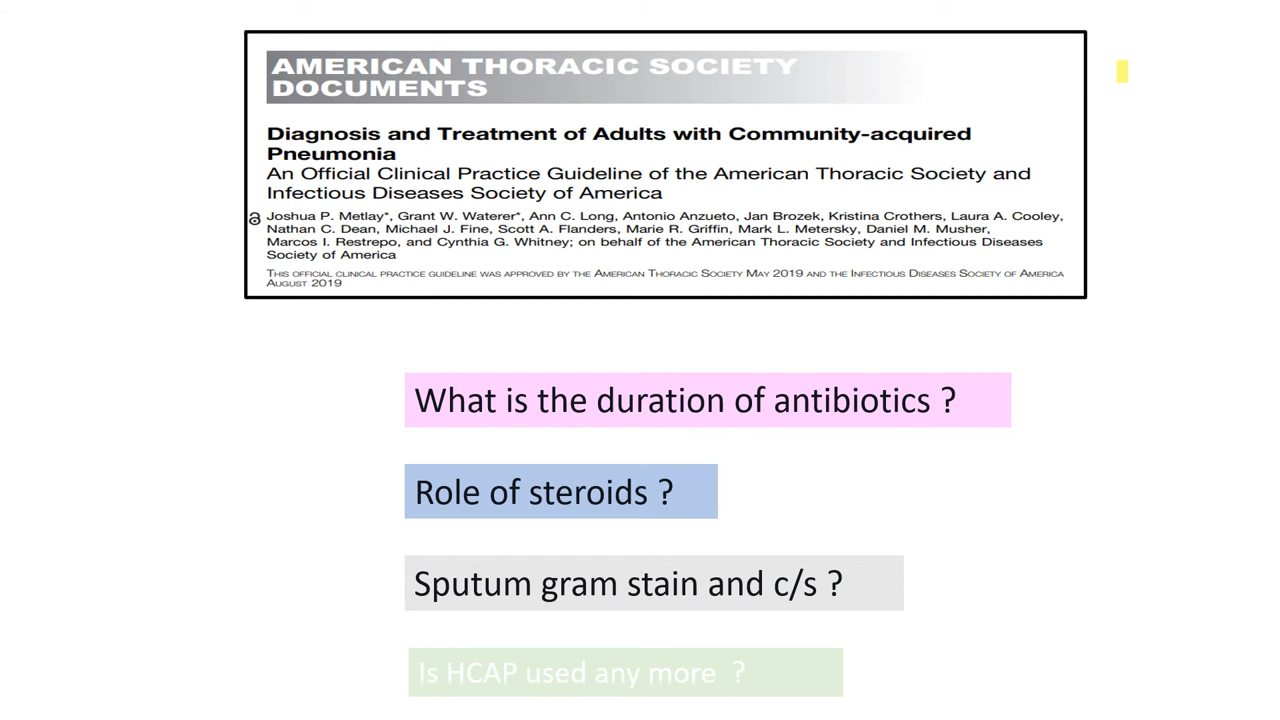 AMERICAN THORACIC SOCIETY
DOCUMENTS
Diagnosis and Treatment of Adults with Community-acquired
Pneumonia
An Official Clinical Practice Guideline of the American Thoracic Society and
Infectious Diseases Society of America
Joshua P. Metlay*, Grant W. Waterer*, Ann C. Long, Antonio Anzueto, Jan Brozek, Kristina Crothers, Laura A. Cooley,
Nathan C. Dean, Michael J. Fine, Scott A. Flanders, Marie R. Griffin, Mark L. Metersky, Daniel M. Musher,
Marcos I. Restrepo, and Cynthia G. Whitney; on behalf of the American Thoracic Society and Infectious Diseases
Society of America
THIS OFFICIAL CLINICAL PRACTICE GUIDELINE WAS APPROVED BY THE AMERICAN THORACIC SOCIETY MAY 2019 AND THE INFECTIOUS DISEASES SOCIETY OF AMERICA
AUGUST 2019
What is the duration of antibiotics ?
Role of steroids ?
Sputum gram stain and c/s ?
Is HCAP used any more ?